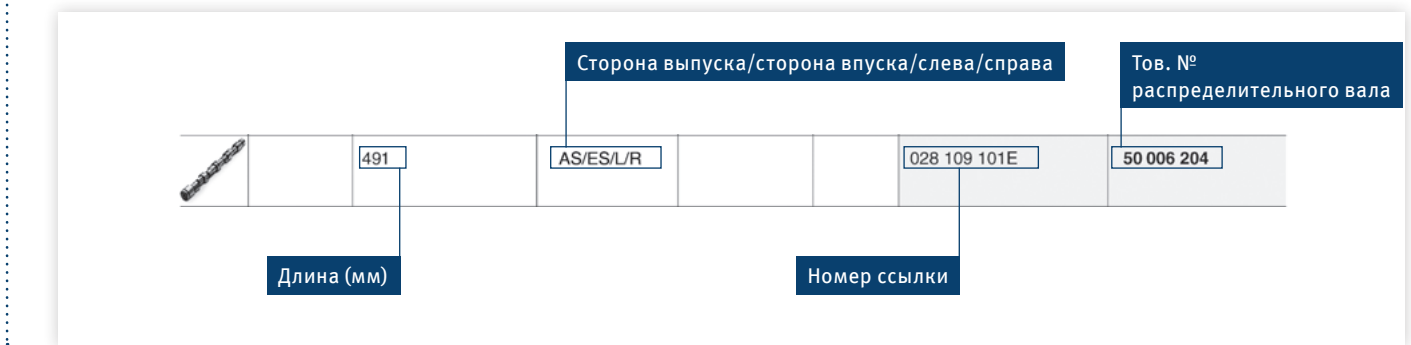 Сторона выпуска/сторона впуска/слева/справа
Тов. №
распределительного вала
491
AS/ES/L/R
028 109 101E
50 006 204
Длина (мм)
Номер ссылки